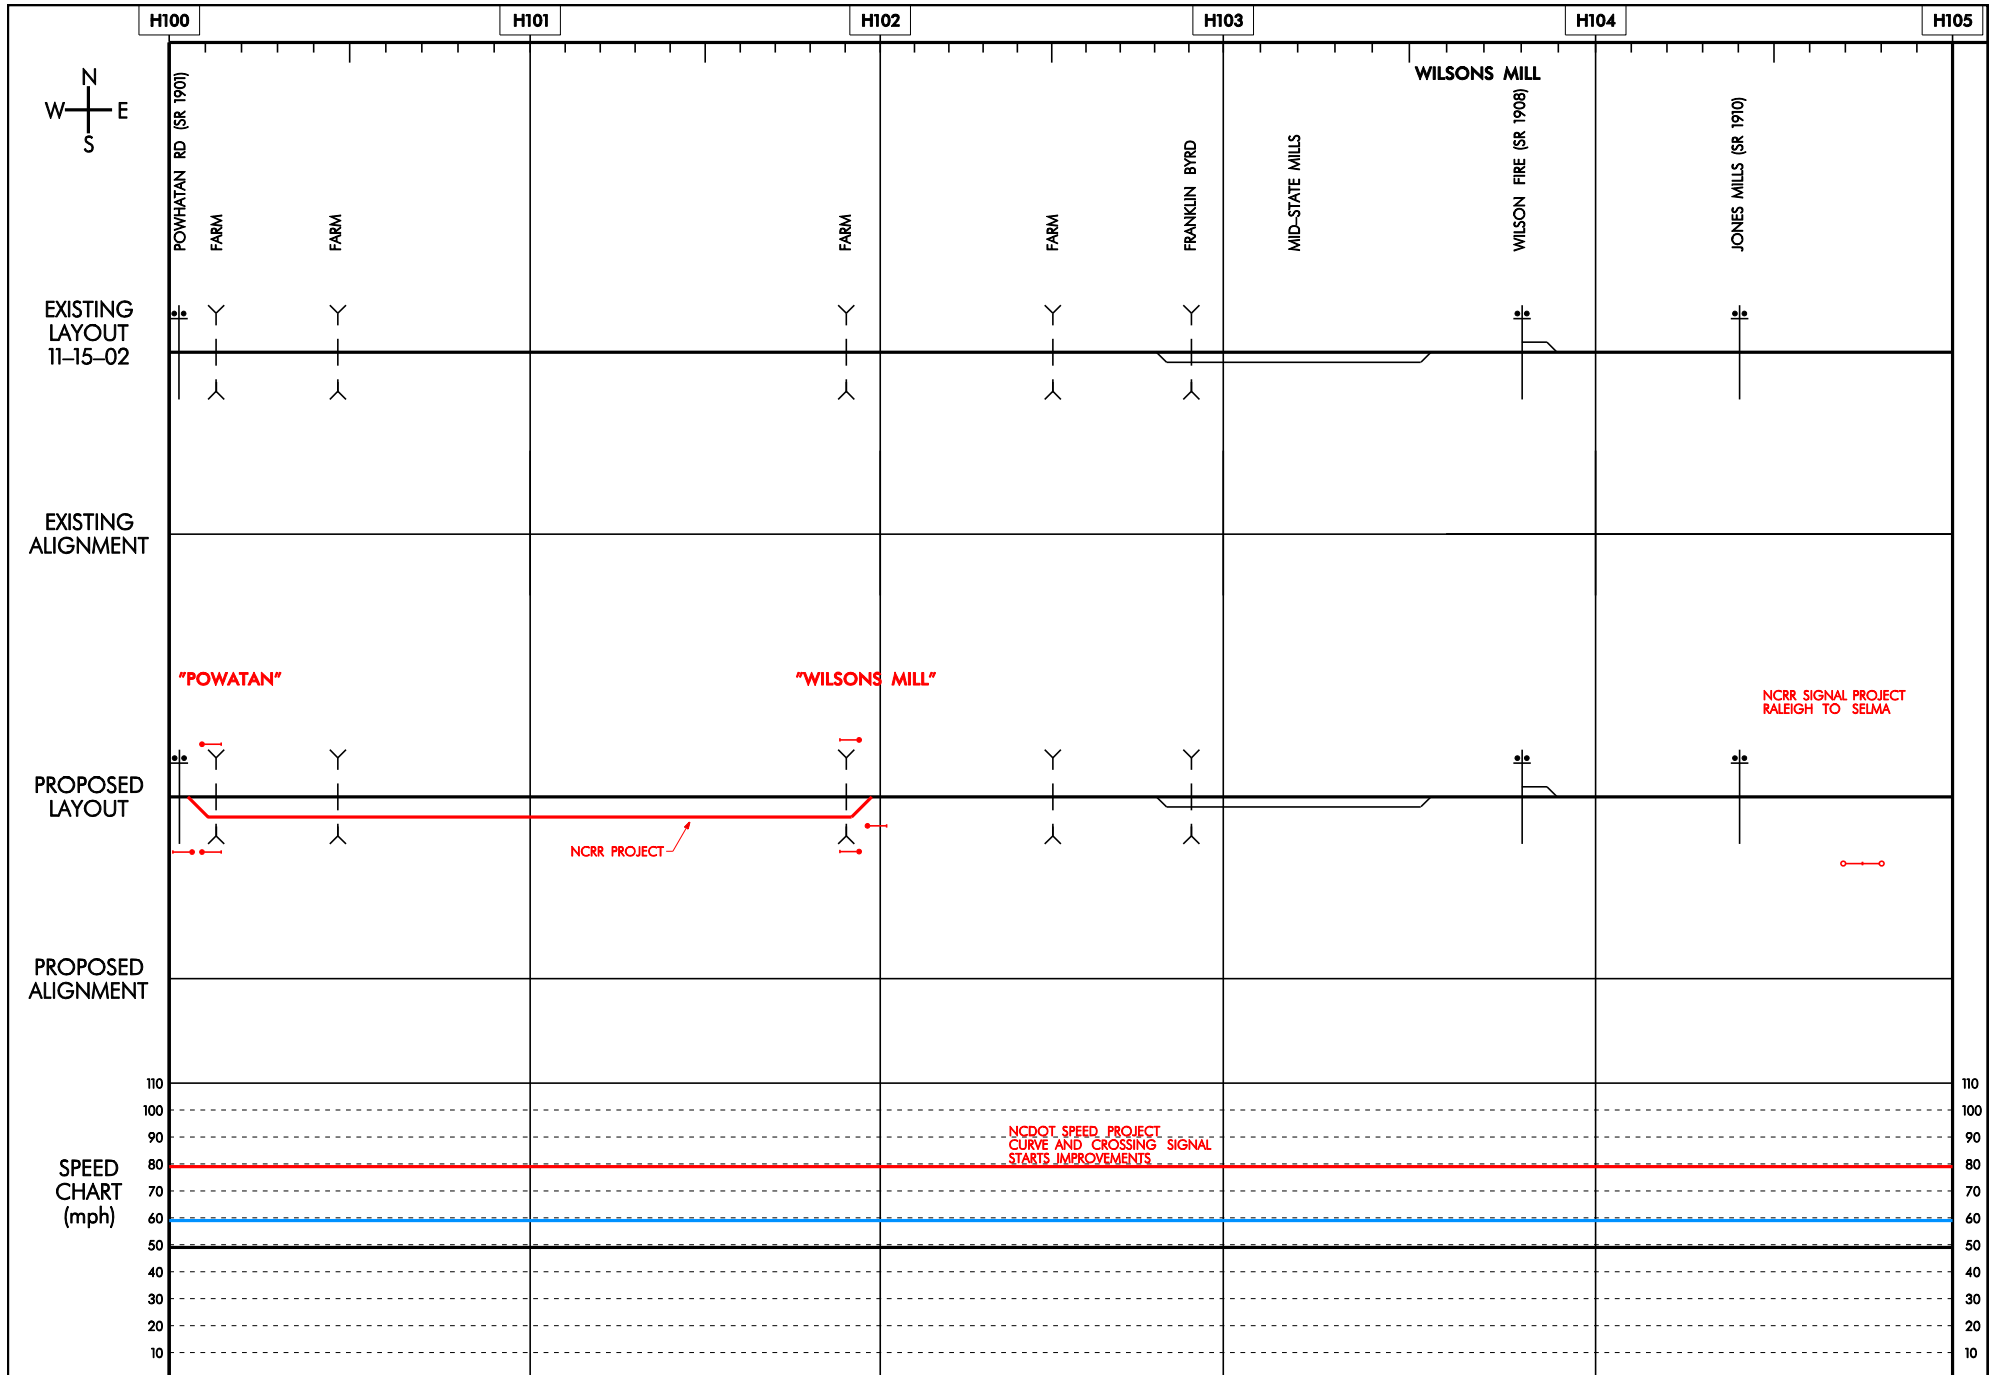 H100 H101 H102 H103 H104 H105
N
W E
S
WILSONS MILL
POWHATAN RD (SR 1901)
FARM
FARM
FARM
FARM
FRANKLIN BYRD
MID-STATE MILLS
WILSON FIRE (SR 1908)
JONES MILLS (SR 1910)
EXISTING
LAYOUT
11-15-02
EXISTING
ALIGNMENT
"POWATAN"
"WILSONS MILL"
NCRR SIGNAL PROJECT
RALEIGH TO SELMA
PROPOSED
LAYOUT
NCRR PROJECT
PROPOSED
ALIGNMENT
SPEED
CHART
(mph)
110 110
100 100
90 90
80 80
70 70
60 60
50 50
40 40
30 30
20 20
10 10
NCDOT SPEED PROJECT
CURVE AND CROSSING SIGNAL
STARTS IMPROVEMENTS